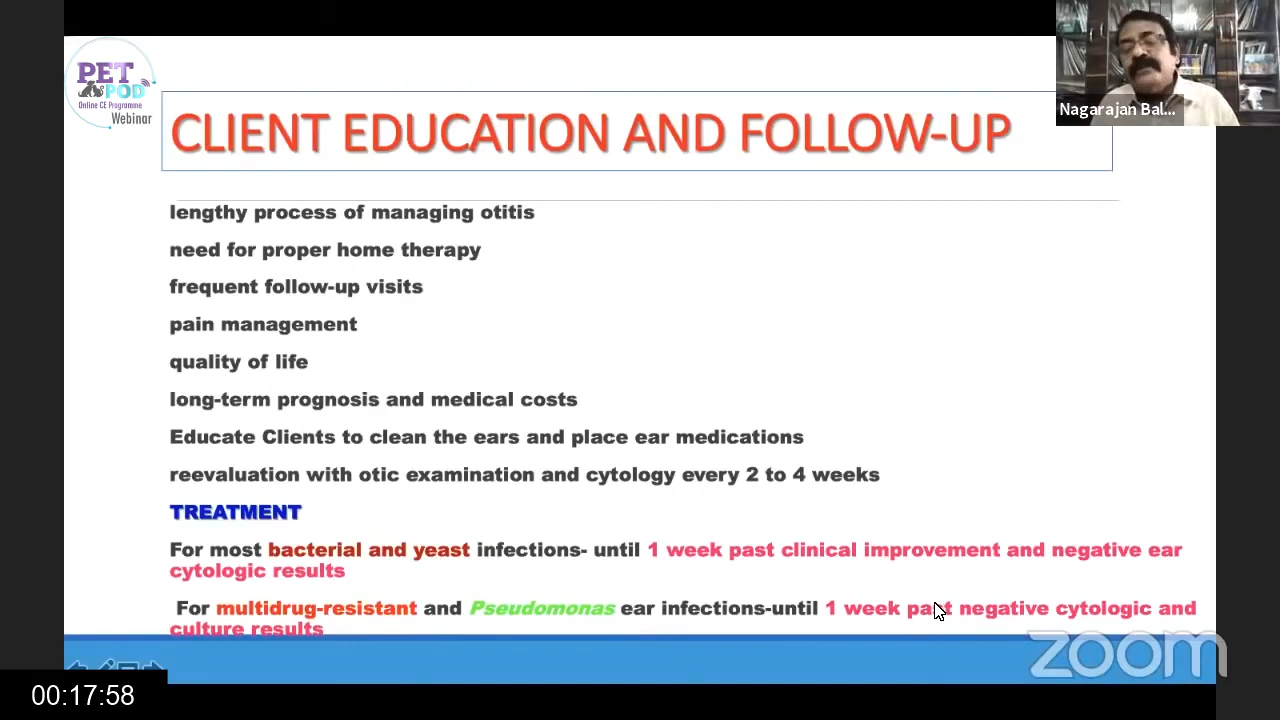 PET
POD
Online CE Programme
Webinar
Nagarajan Bal...
CLIENT EDUCATION AND FOLLOW-UP
lengthy process of managing otitis
need for proper home therapy
frequent follow-up visits
pain management
quality of life
long-term prognosis and medical costs
Educate Clients to clean the ears and place ear medications
reevaluation with otic examination and cytology every 2 to 4 weeks
TREATMENT
For most bacterial and yeast infections- until 1 week past clinical improvement and negative ear
cytologic results
For multidrug-resistant and Pseudomonas ear infections-until 1 week past negative cytologic and
culture results
zoom
00:17:58